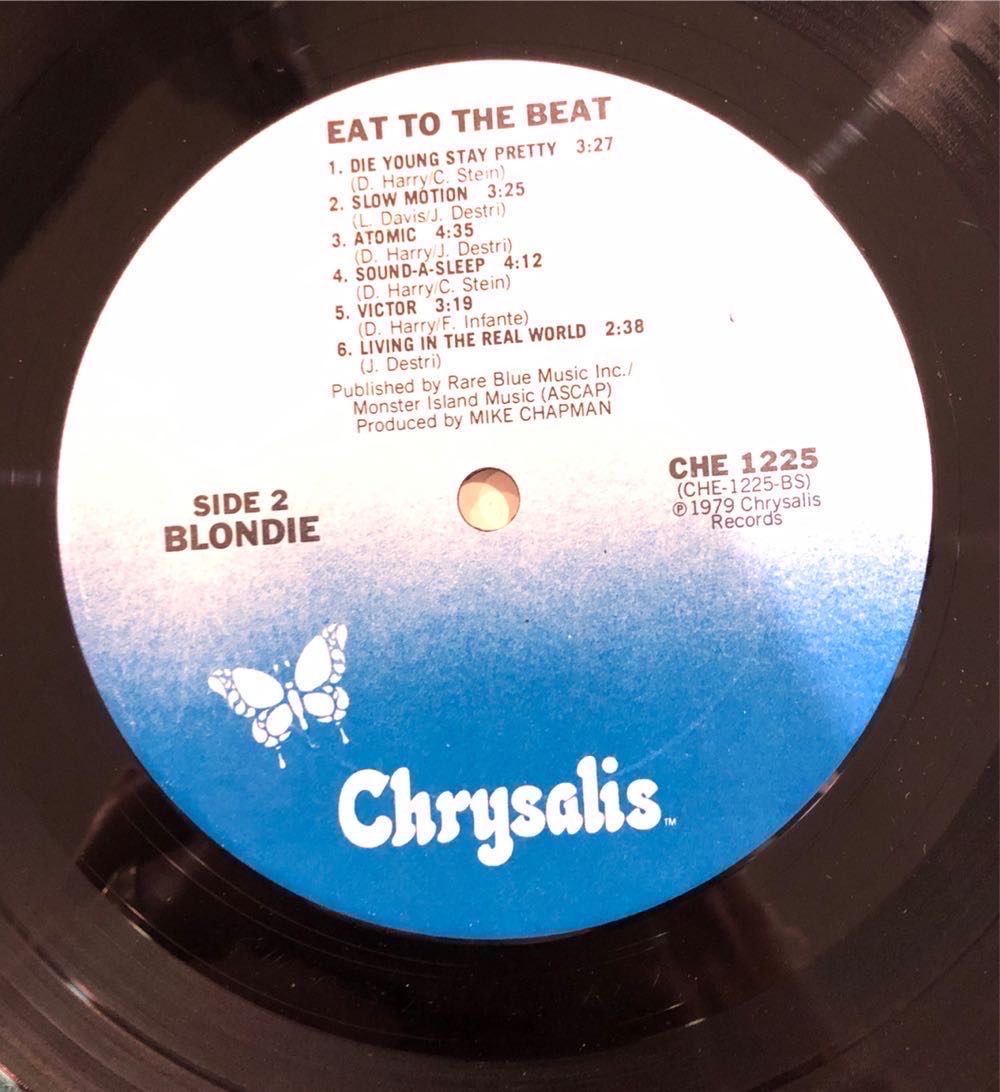 EAT TO THE BEAT
1. DIE YOUNG STAY PRETTY 3:27
(D. Harry/C. Stein)
2. SLOW MOTION 3:25
(L. Davis/J. Destri)
3. ATOMIC 4:35
(D. Harry/J. Destri)
4. SOUND-A-SLEEP 4:12
(D. Harry/C. Stein)
5. VICTOR 3:19
(D. Harry/F. Infante)
6. LIVING IN THE REAL WORLD 2:38
(J. Destri)
Published by Rare Blue Music Inc./
Monster Island Music (ASCAP)
Produced by MIKE CHAPMAN
SIDE 2
BLONDIE
CHE 1225
(CHE-1225-BS)
℗ 1979 Chrysalis
Records
Chrysalis™